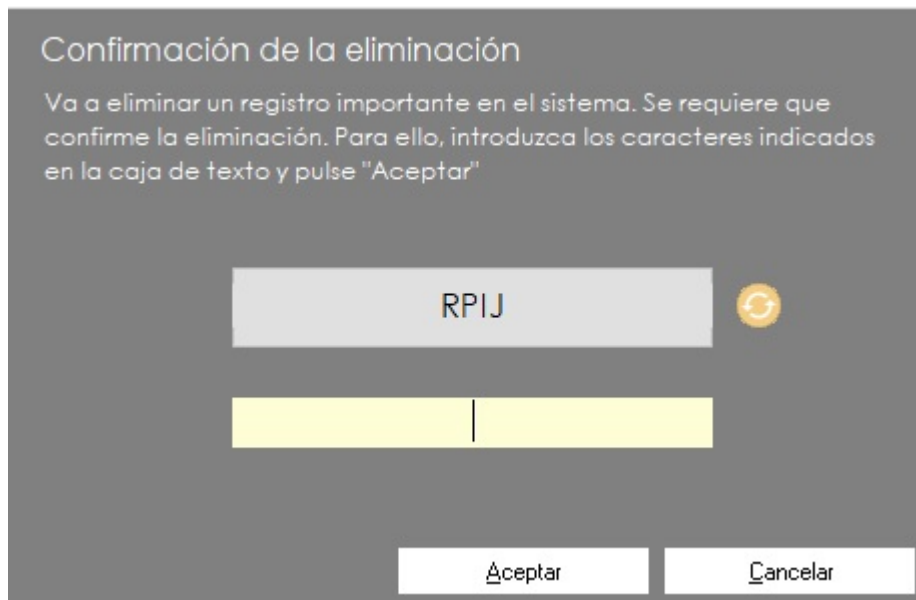 Confirmación de la eliminación
Va a eliminar un registro importante en el sistema. Se requiere que
confirme la eliminación. Para ello, introduzca los caracteres indicados
en la caja de texto y pulse "Aceptar"
RPIJ
Aceptar
Cancelar